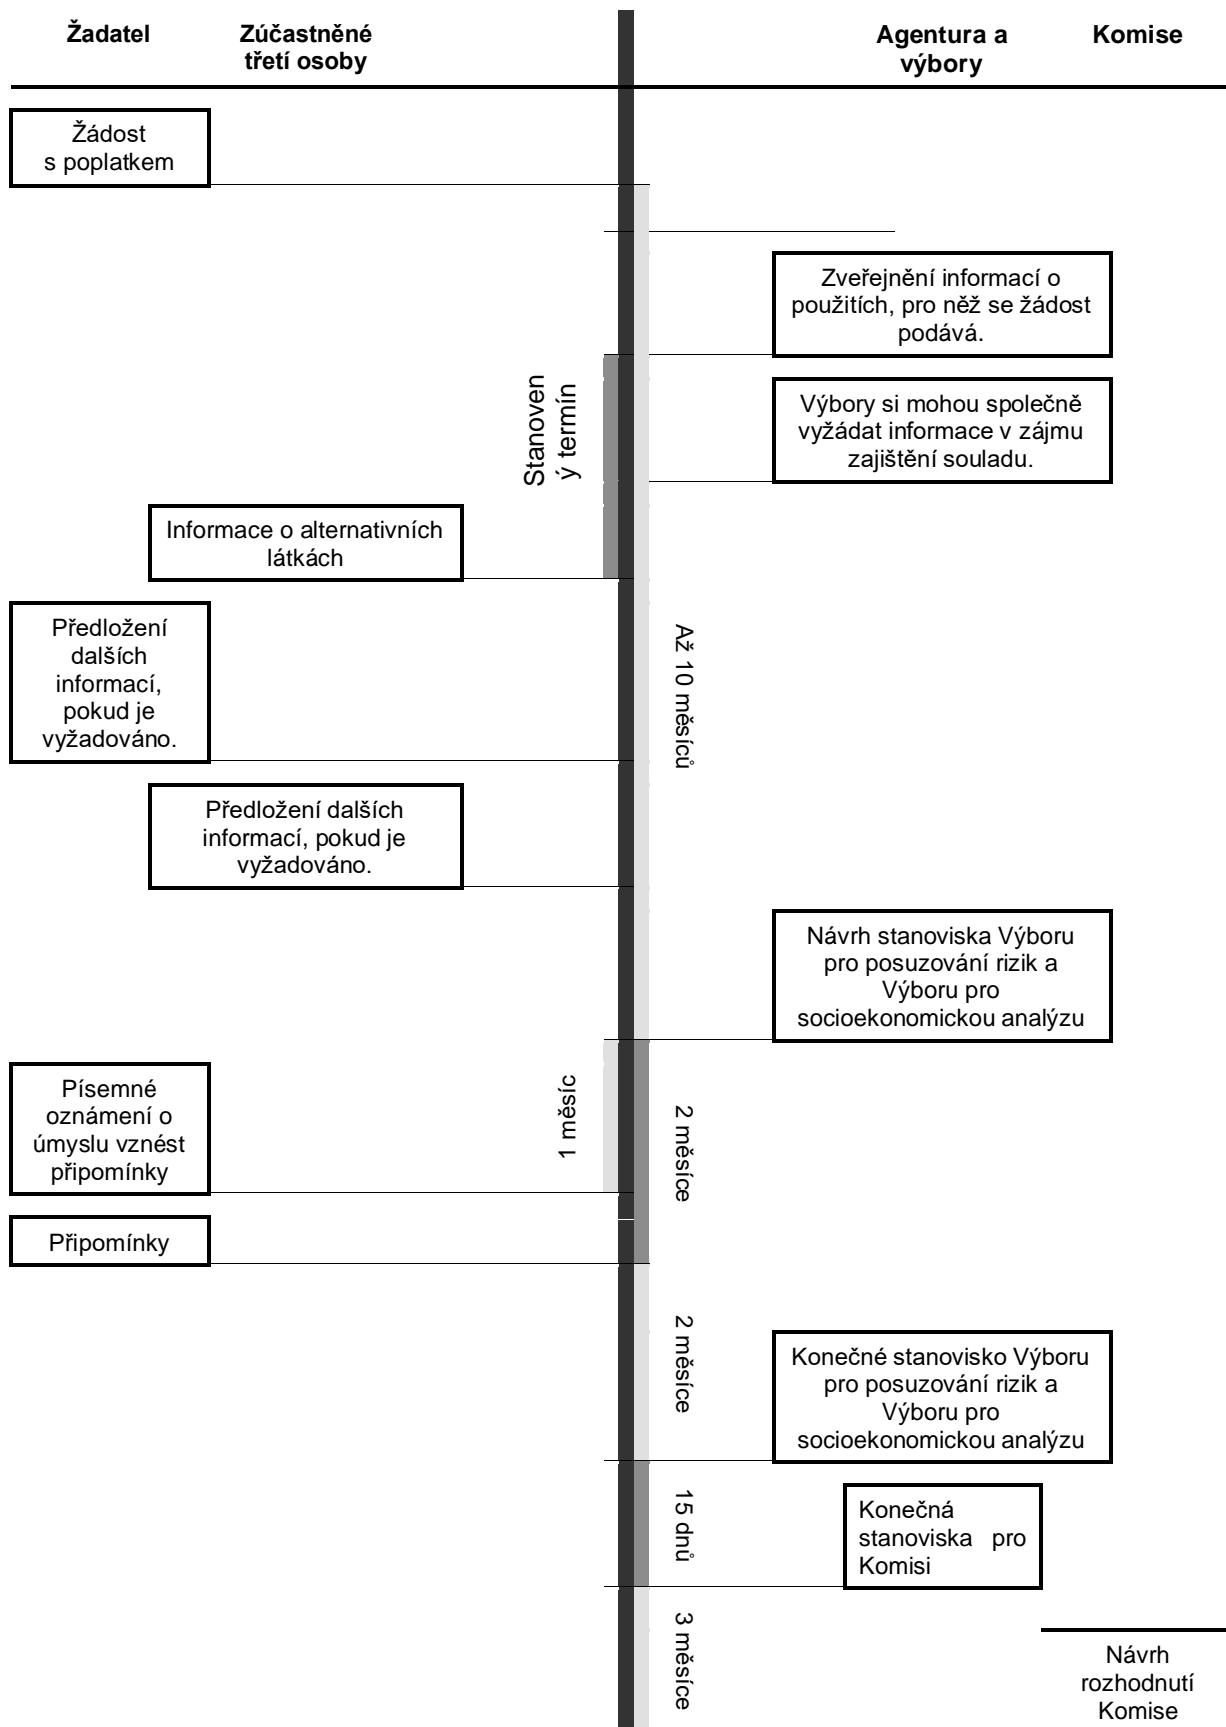 Žadatel
Zúčastněné
třetí osoby
Agentura a
výbory
Komise
Žádost
s poplatkem
Zveřejnění informací o
použitích, pro něž se žádost
podává.
Stanoven
ý termín
Výbory si mohou společně
vyžádat informace v zájmu
zajištění souladu.
Informace o alternativních
látkách
Předložení
dalších
informací,
pokud je
vyžadováno.
Až 10 měsíců
Předložení dalších
informací, pokud je
vyžadováno.
Návrh stanoviska Výboru
pro posuzování rizik a
Výboru pro
socioekonomickou analýzu
Písemné
oznámení o
úmyslu vznést
připomínky
1 měsíc
2 měsíce
Připomínky
2 měsíce
Konečné stanovisko Výboru
pro posuzování rizik a
Výboru pro
socioekonomickou analýzu
15 dnů
Konečná
stanoviska pro
Komisi
3 měsíce
Návrh
rozhodnutí
Komise